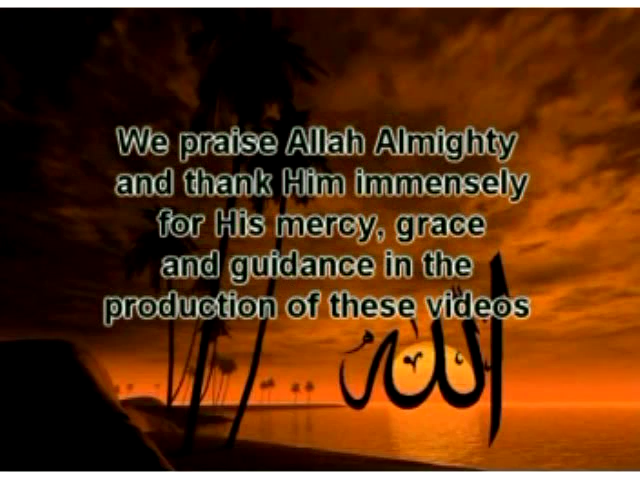 We praise Allah Almighty
and thank Him immensely
for His mercy, grace
and guidance in the
production of these videos
الله